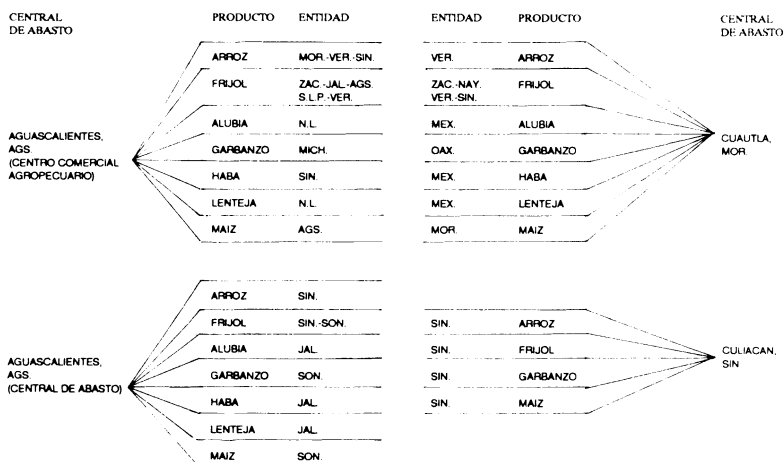 CENTRAL DE ABASTO
PRODUCTO ENTIDAD
ARROZ MOR.-VER.-SIN.
FRIJOL ZAC.-JAL.-AGS.
S.L.P.-VER.
ALUBIA N.L.
GARBANZO MICH.
HABA SIN.
LENTEJA N.L.
MAIZ AGS.
AGUASCALIENTES,
AGS.
(CENTRO COMERCIAL
AGROPECUARIO)
ENTIDAD PRODUCTO
CENTRAL
DE ABASTO
VER. ARROZ
ZAC.-NAY. FRIJOL
VER.-SIN.
MEX. ALUBIA
OAX. GARBANZO
MEX. HABA
MEX. LENTEJA
MOR. MAIZ
CUAUTLA,
MOR.
ARROZ SIN.
FRIJOL SIN.-SON.
ALUBIA JAL.
GARBANZO SON.
HABA JAL.
LENTEJA JAL.
MAIZ SON.
AGUASCALIENTES,
AGS.
(CENTRAL DE ABASTO)
SIN. ARROZ
SIN. FRIJOL
SIN. GARBANZO
SIN. MAIZ
CULIACAN,
SIN